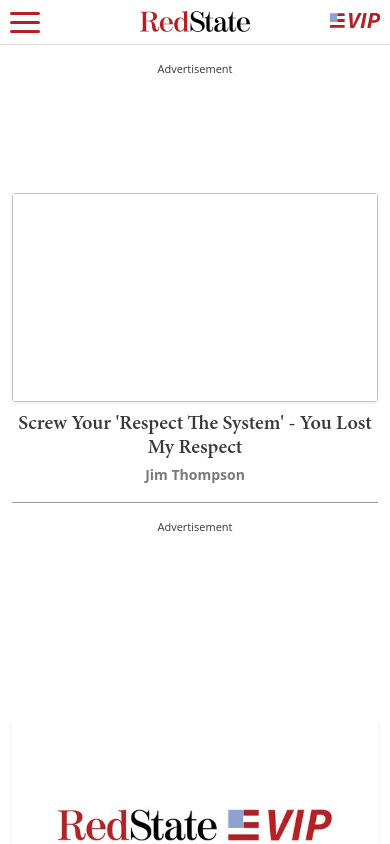 RedState
VIP
Advertisement
Screw Your 'Respect The System' - You Lost
My Respect
Jim Thompson
Advertisement
RedState VIP